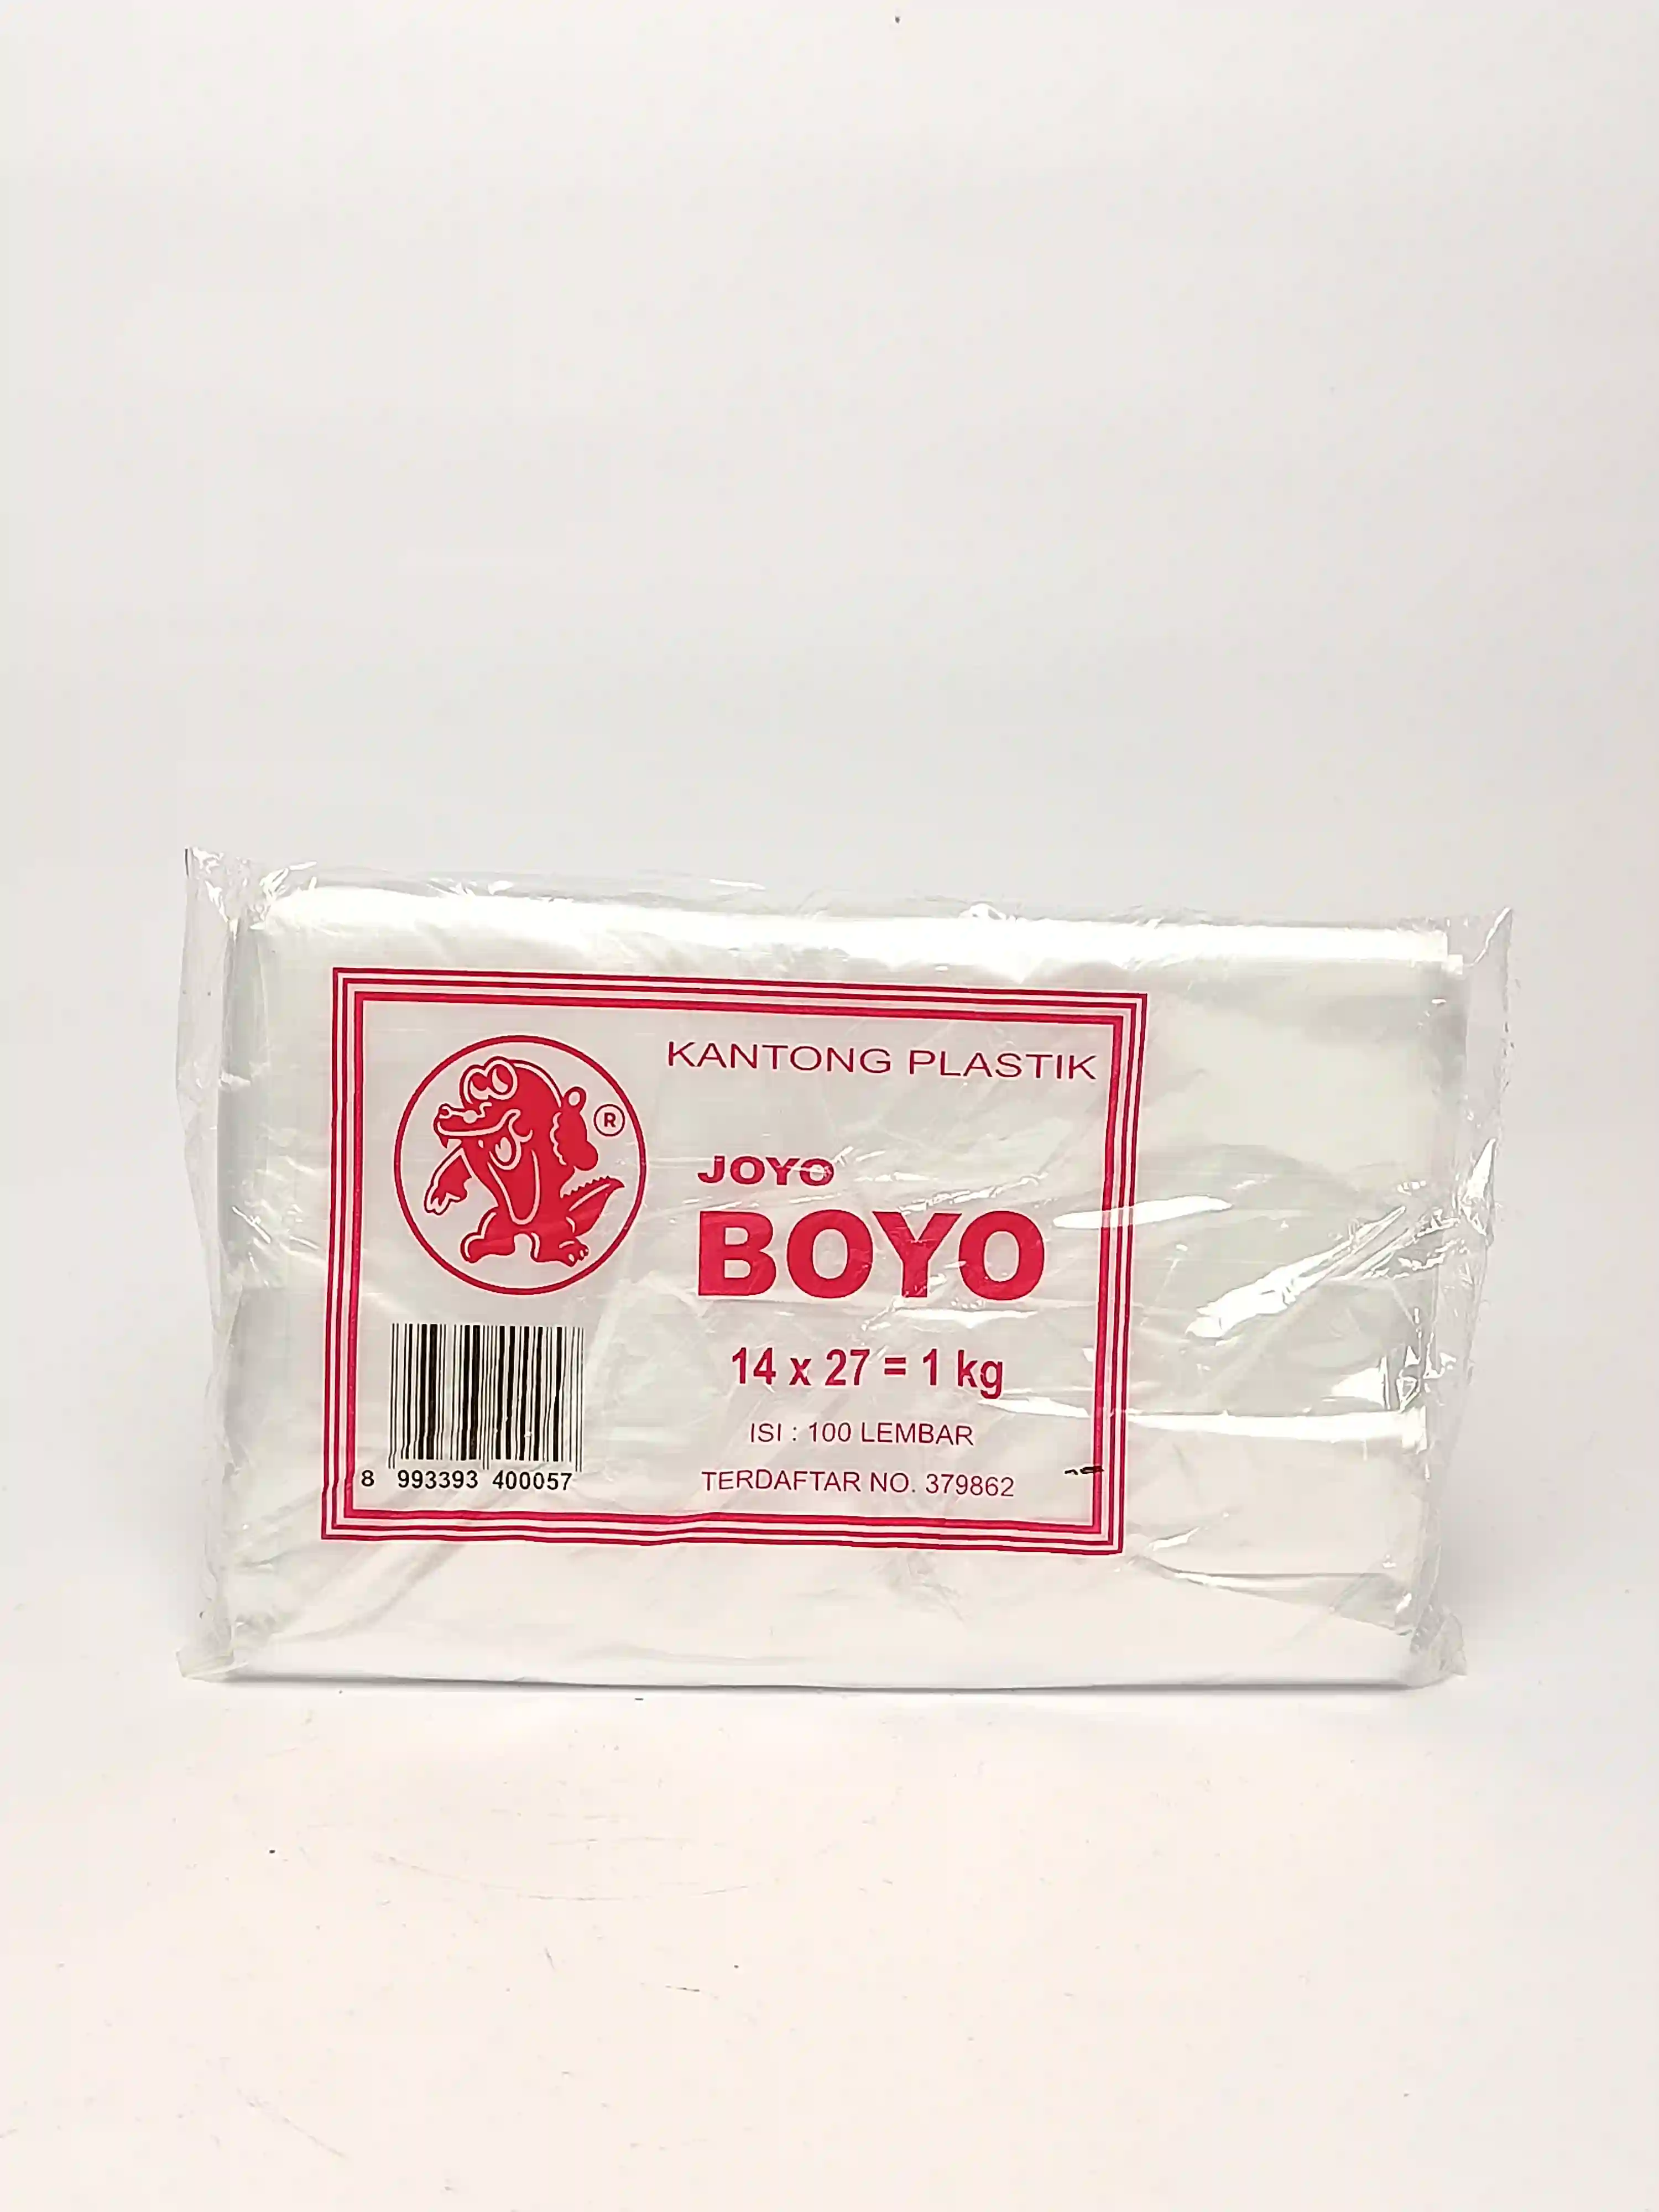 KANTONG PLASTIK
®
JOYO
BOYO
14 x 27 = 1 kg
ISI : 100 LEMBAR
TERDAFTAR NO. 379862
8 993393 400057